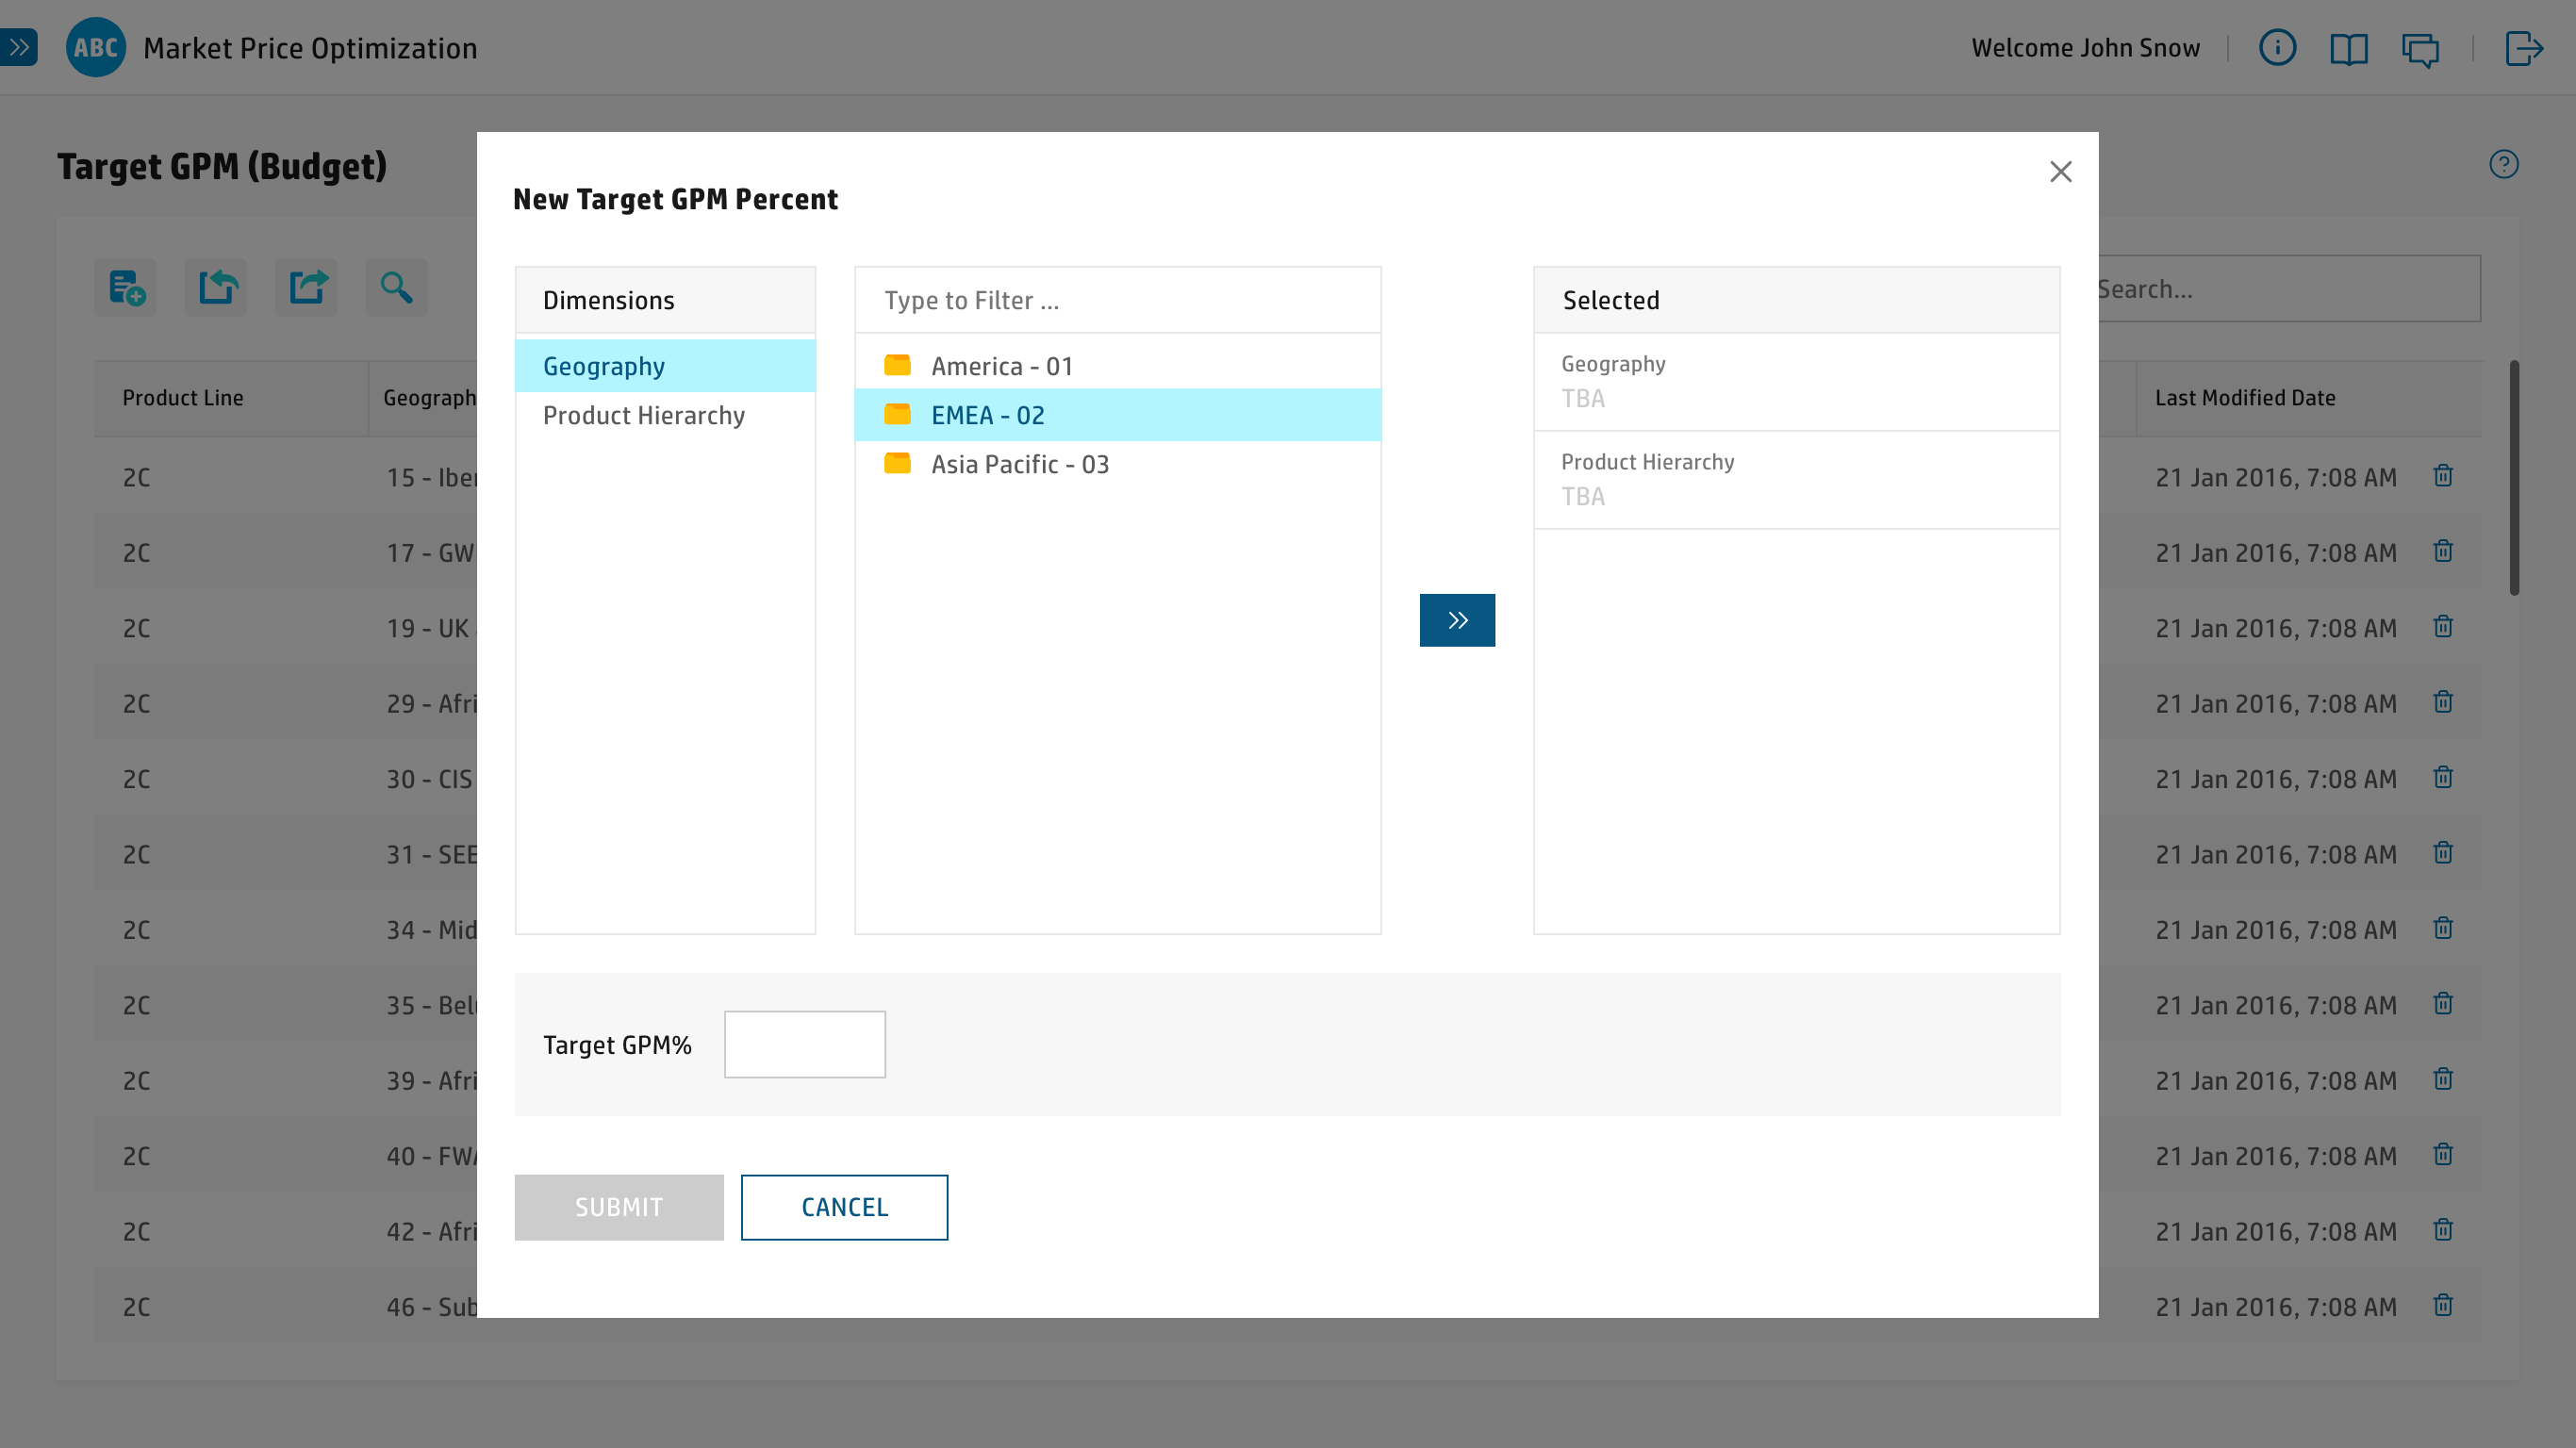 ABC Market Price Optimization Welcome John Snow
Target GPM (Budget)
New Target GPM Percent
Search...
Dimensions Type to Filter ... Selected
Geography
Product Hierarchy
America - 01
EMEA - 02
Asia Pacific - 03
Geography
TBA
Product Hierarchy
TBA
Target GPM%
SUBMIT CANCEL
Product Line Geograph Last Modified Date
2C 15 - Iber 21 Jan 2016, 7:08 AM
2C 17 - GW 21 Jan 2016, 7:08 AM
2C 19 - UK 21 Jan 2016, 7:08 AM
2C 29 - Afri 21 Jan 2016, 7:08 AM
2C 30 - CIS 21 Jan 2016, 7:08 AM
2C 31 - SEE 21 Jan 2016, 7:08 AM
2C 34 - Mid 21 Jan 2016, 7:08 AM
2C 35 - Belu 21 Jan 2016, 7:08 AM
2C 39 - Afri 21 Jan 2016, 7:08 AM
2C 40 - FWA 21 Jan 2016, 7:08 AM
2C 42 - Afri 21 Jan 2016, 7:08 AM
2C 46 - Sub 21 Jan 2016, 7:08 AM